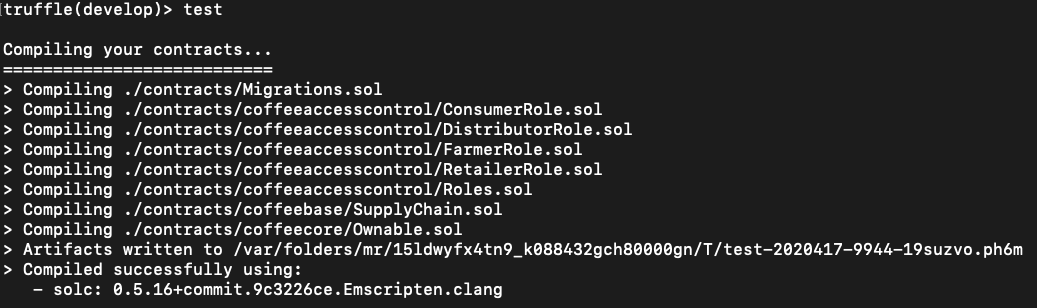 truffle(develop)> test
Compiling your contracts...
===========================
> Compiling ./contracts/Migrations.sol
> Compiling ./contracts/coffeeaccesscontrol/ConsumerRole.sol
> Compiling ./contracts/coffeeaccesscontrol/DistributorRole.sol
> Compiling ./contracts/coffeeaccesscontrol/FarmerRole.sol
> Compiling ./contracts/coffeeaccesscontrol/RetailerRole.sol
> Compiling ./contracts/coffeeaccesscontrol/Roles.sol
> Compiling ./contracts/coffeebase/SupplyChain.sol
> Compiling ./contracts/coffeecore/Ownable.sol
> Artifacts written to /var/folders/mr/15ldwyfx4tn9_k088432gch80000gn/T/test-2020417-9944-19suzvo.ph6m
> Compiled successfully using:
   - solc: 0.5.16+commit.9c3226ce.Emscripten.clang